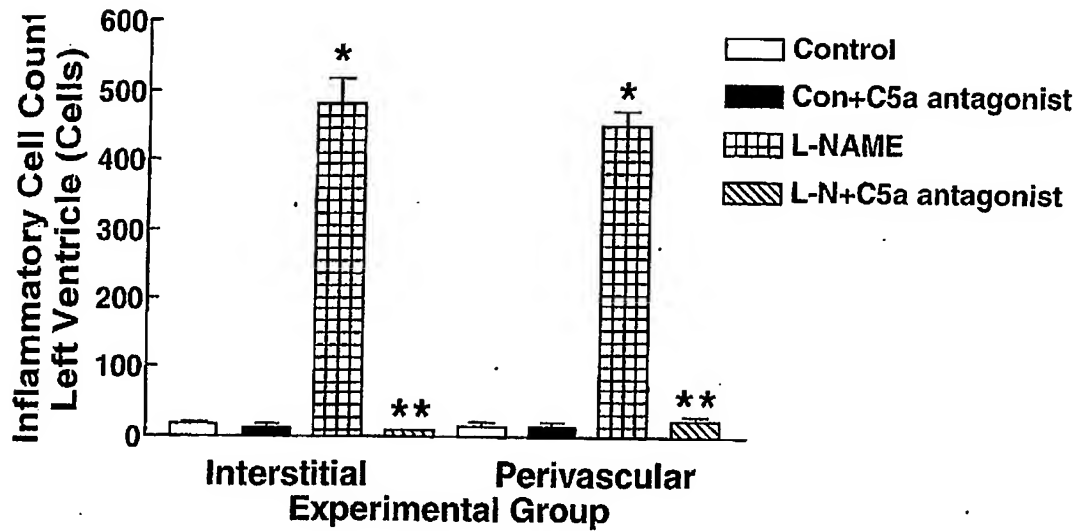 Inflammatory Cell Count
Left Ventricle (Cells)
600
500
400
300
200
100
0
*
**
*
**
Interstitial
Perivascular
Experimental Group
Control
Con+C5a antagonist
L-NAME
L-N+C5a antagonist